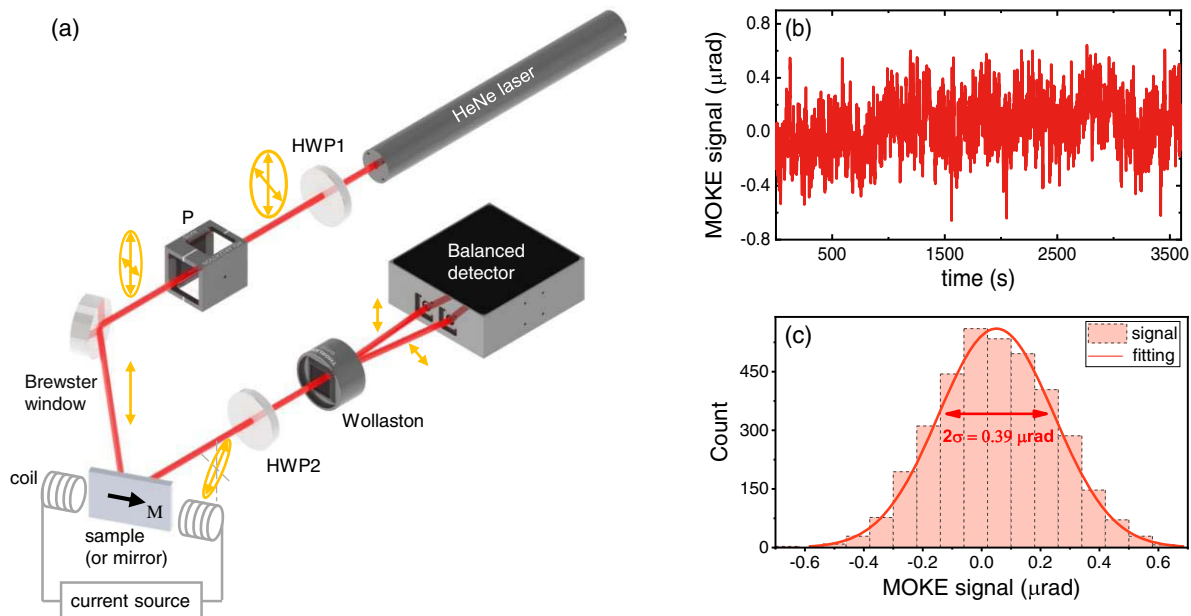 (a)
HeNe laser
HWP1
P
Balanced
detector
Brewster
window
Wollaston
HWP2
coil
M
sample
(or mirror)
current source
(b)
MOKE signal (μrad)
0.8
0.4
0.0
-0.4
-0.8
500
1500
2500
3500
time (s)
(c)
signal
fitting
Count
450
300
150
0
2σ = 0.39 μrad
-0.6
-0.4
-0.2
0.0
0.2
0.4
0.6
MOKE signal (μrad)